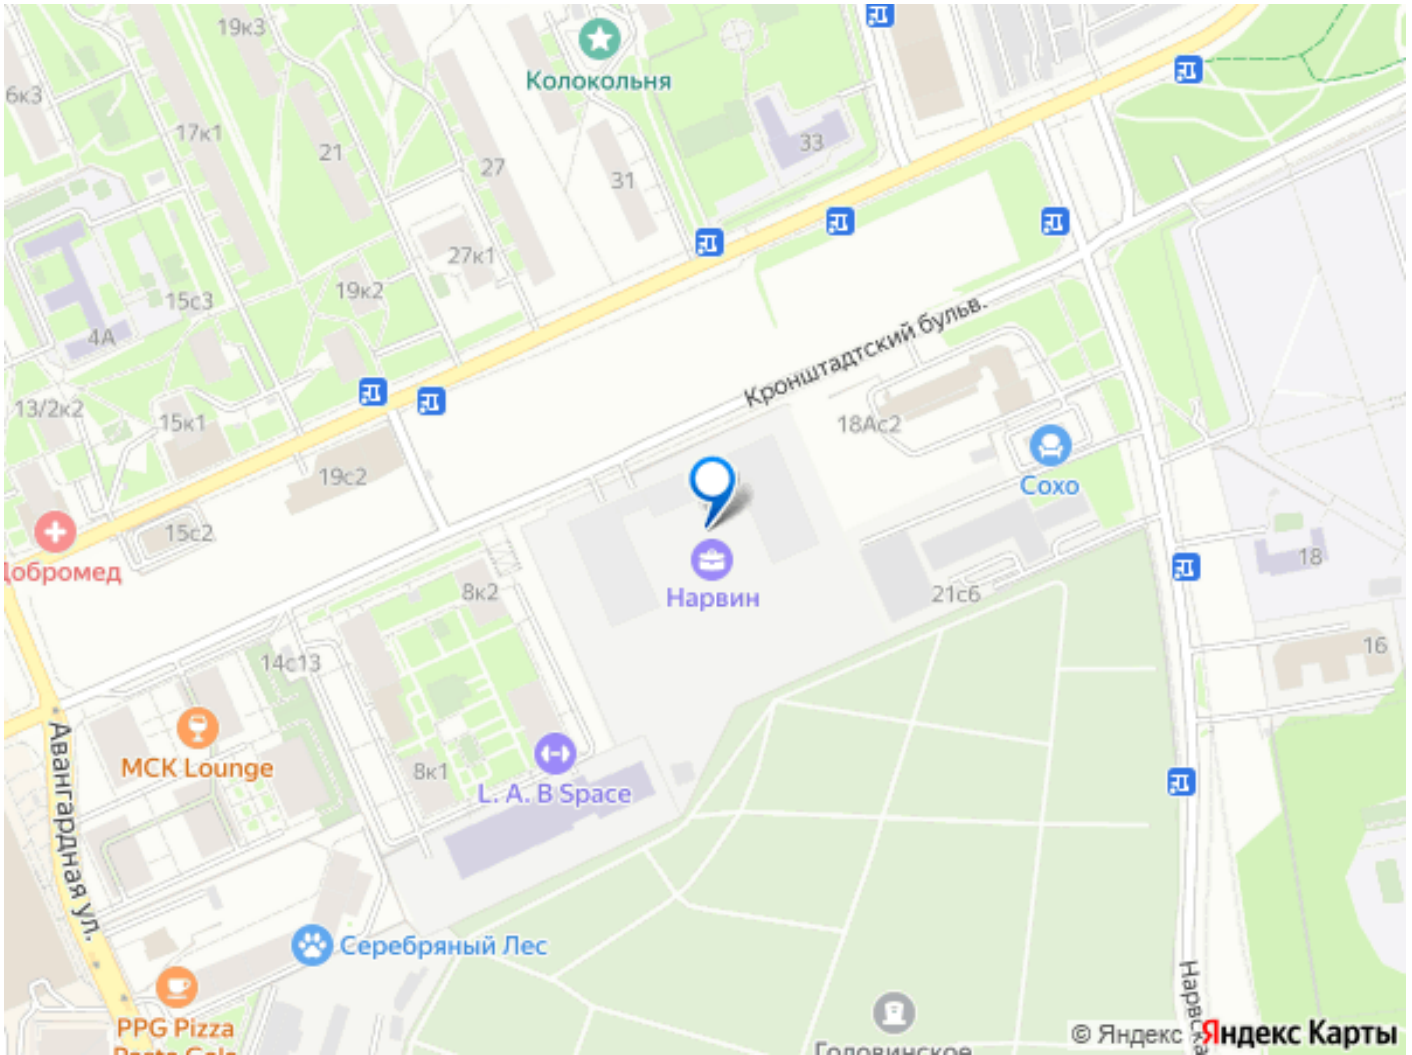 19к3
Колокольня
6к3
17к1
21
27
31
33
27к1
15с3
19к2
4А
Кронштадтский бульв.
13/2к2
15к1
18Ас2
19с2
Сохо
15с2
Добромед
18
8к2
Нарвин
21с6
14с13
16
Авангардная ул.
MCK Lounge
8к1
L. A. B Space
Серебряный Лес
PPG Pizza
Головинское
© Яндекс
Яндекс Карты